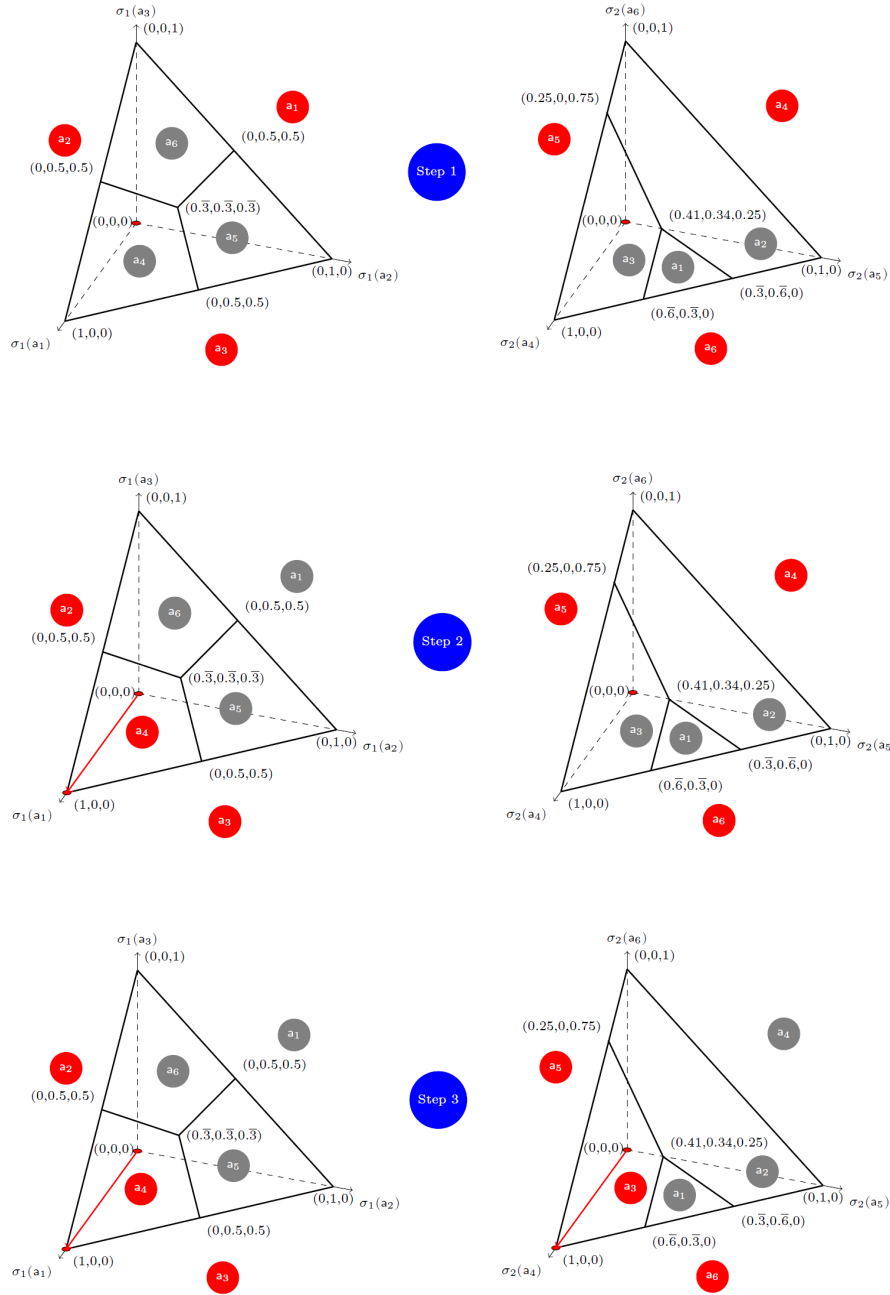 σ₁(a₃)
(0,0,1)
a₁
a₂
(0,0.5,0.5)
(0,0.5,0.5)
a₆
(0.3̅,0.3̅,0.3̅)
(0,0,0)
a₅
a₄
(0,1,0)
σ₁(a₂)
(0,0.5,0.5)
(1,0,0)
σ₁(a₁)
a₃
Step 1
σ₂(a₆)
(0,0,1)
(0.25,0,0.75)
a₄
a₅
(0.41,0.34,0.25)
(0,0,0)
a₂
a₃
a₁
(0,1,0)
σ₂(a₅)
(0.3̅,0.6̅,0)
(0.6̅,0.3̅,0)
(1,0,0)
σ₂(a₄)
a₆
σ₁(a₃)
(0,0,1)
a₁
a₂
(0,0.5,0.5)
(0,0.5,0.5)
a₆
(0.3̅,0.3̅,0.3̅)
(0,0,0)
a₅
a₄
(0,1,0)
σ₁(a₂)
(0,0.5,0.5)
(1,0,0)
σ₁(a₁)
a₃
Step 2
σ₂(a₆)
(0,0,1)
(0.25,0,0.75)
a₄
a₅
(0.41,0.34,0.25)
(0,0,0)
a₂
a₃
a₁
(0,1,0)
σ₂(a₅
(0.3̅,0.6̅,0)
(0.6̅,0.3̅,0)
(1,0,0)
σ₂(a₄)
a₆
σ₁(a₃)
(0,0,1)
a₁
a₂
(0,0.5,0.5)
(0,0.5,0.5)
a₆
(0.3̅,0.3̅,0.3̅)
(0,0,0)
a₅
a₄
(0,1,0)
σ₁(a₂)
(0,0.5,0.5)
(1,0,0)
σ₁(a₁)
a₃
Step 3
σ₂(a₆)
(0,0,1)
(0.25,0,0.75)
a₄
a₅
(0.41,0.34,0.25)
(0,0,0)
a₂
a₃
a₁
(0,1,0)
σ₂(a₅)
(0.3̅,0.6̅,0)
(0.6̅,0.3̅,0)
(1,0,0)
σ₂(a₄)
a₆